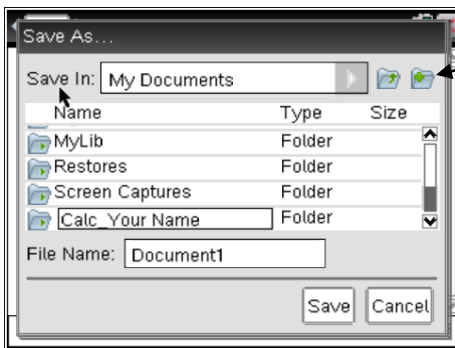 Save As...
Save In: My Documents
Name Type Size
MyLib Folder
Restores Folder
Screen Captures Folder
Calc_Your Name Folder
File Name: Document1
Save Cancel